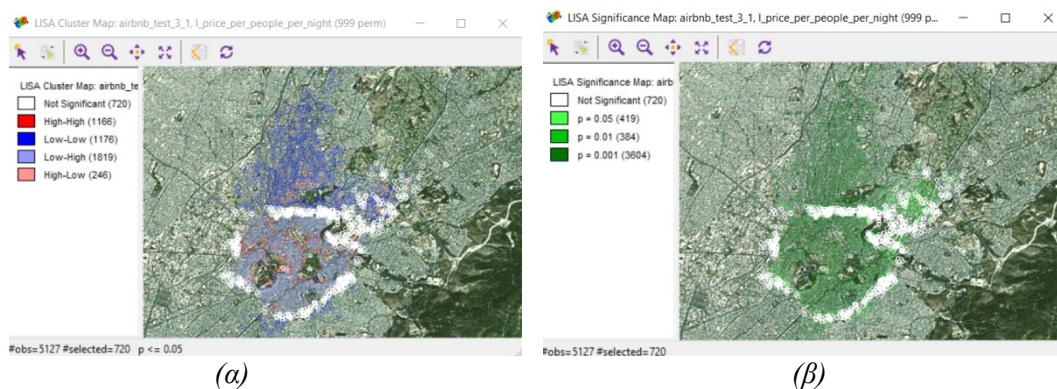 LISA Cluster Map: airbnb_test_3_1, I_price_per_people_per_night (999 perm)
LISA Cluster Map: airbnb_te
Not Significant (720)
High-High (1166)
Low-Low (1176)
Low-High (1819)
High-Low (246)
#obs=5127 #selected=720 p <= 0.05
(α)
LISA Significance Map: airbnb_test_3_1, I_price_per_people_per_night (999 p...
LISA Significance Map: airb
Not Significant (720)
p = 0.05 (419)
p = 0.01 (384)
p = 0.001 (3604)
#obs=5127 #selected=720
(β)